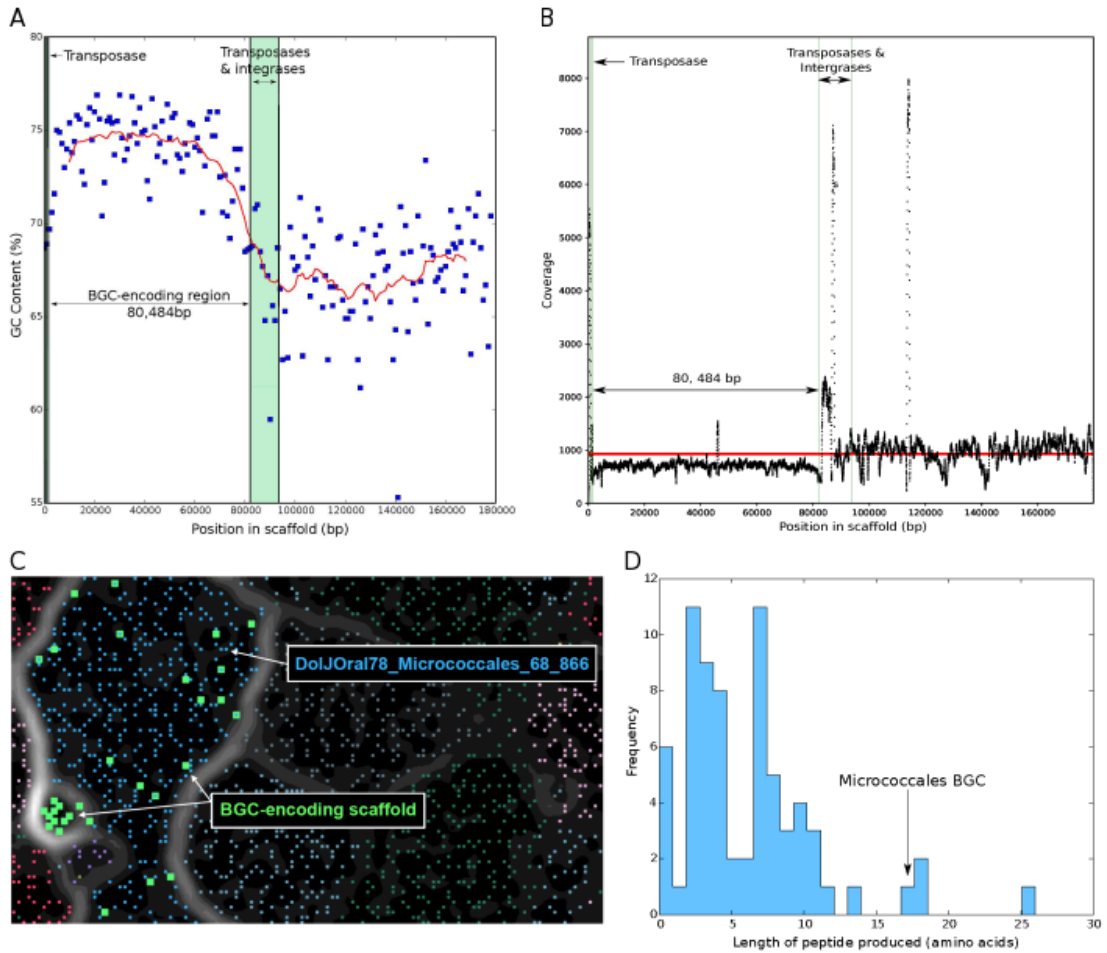 A
80
75
70
65
60
55
GC Content (%)
Transposase
Transposases
& integrases
BGC-encoding region
80,484bp
0
20000
40000
60000
80000
100000
120000
140000
160000
180000
Position in scaffold (bp)
B
8000
7000
6000
5000
4000
3000
2000
1000
0
Coverage
Transposase
Transposases &
Intergrases
80, 484 bp
0
20000
40000
60000
80000
100000
120000
140000
160000
Position in scaffold (bp)
C
DolJOral78_Micrococcales_68_866
BGC-encoding scaffold
D
12
10
8
6
4
2
0
Frequency
Micrococcales BGC
0
5
10
15
20
25
30
Length of peptide produced (amino acids)